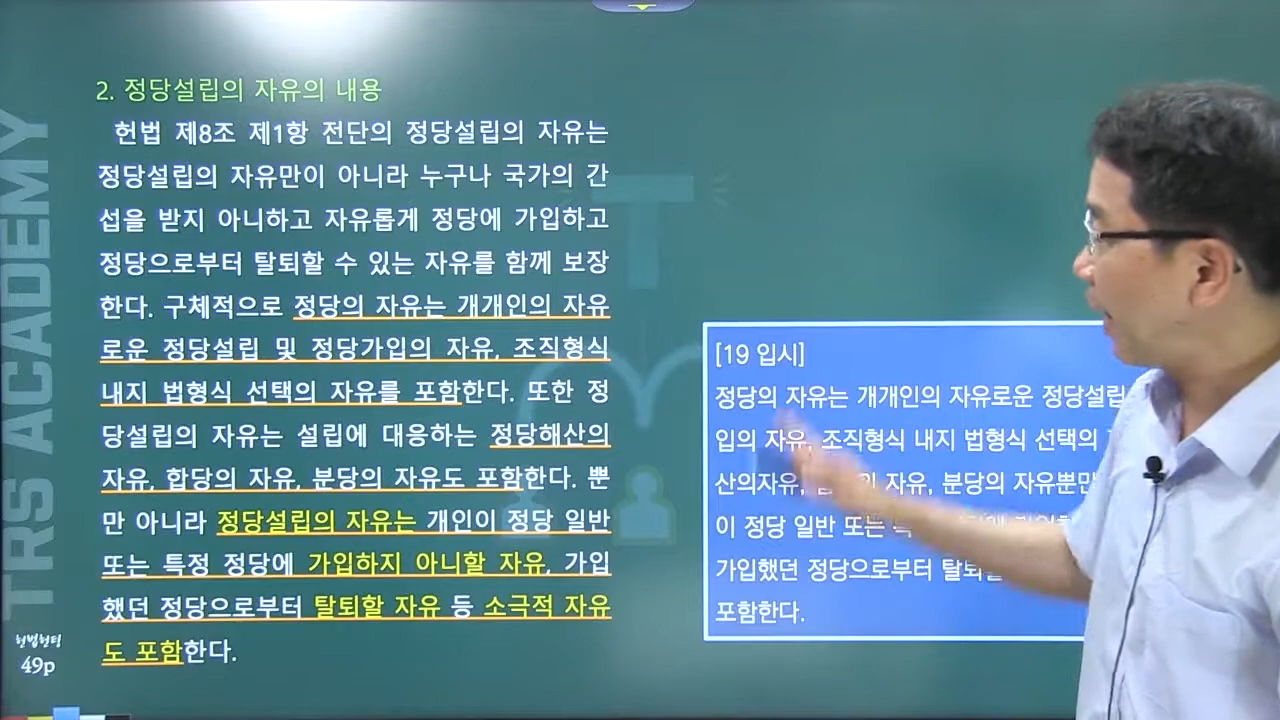 2. 정당설립의 자유의 내용
헌법 제8조 제1항 전단의 정당설립의 자유는
정당설립의 자유만이 아니라 누구나 국가의 간
섭을 받지 아니하고 자유롭게 정당에 가입하고
정당으로부터 탈퇴할 수 있는 자유를 함께 보장
한다. 구체적으로 정당의 자유는 개개인의 자유
로운 정당설립 및 정당가입의 자유, 조직형식
내지 법형식 선택의 자유를 포함한다. 또한 정
당설립의 자유는 설립에 대응하는 정당해산의
자유, 합당의 자유, 분당의 자유도 포함한다. 뿐
만 아니라 정당설립의 자유는 개인이 정당 일반
또는 특정 정당에 가입하지 아니할 자유, 가입
했던 정당으로부터 탈퇴할 자유 등 소극적 자유
도 포함한다.
[19 입시]
정당의 자유는 개개인의 자유로운 정당설립
입의 자유, 조직형식 내지 법형식 선택의
산의자유, 자유, 분당의 자유뿐만
이 정당 일반 또는
가입했던 정당으로부터
포함한다.
TRS ACADEMY
헌법헌팅
49p